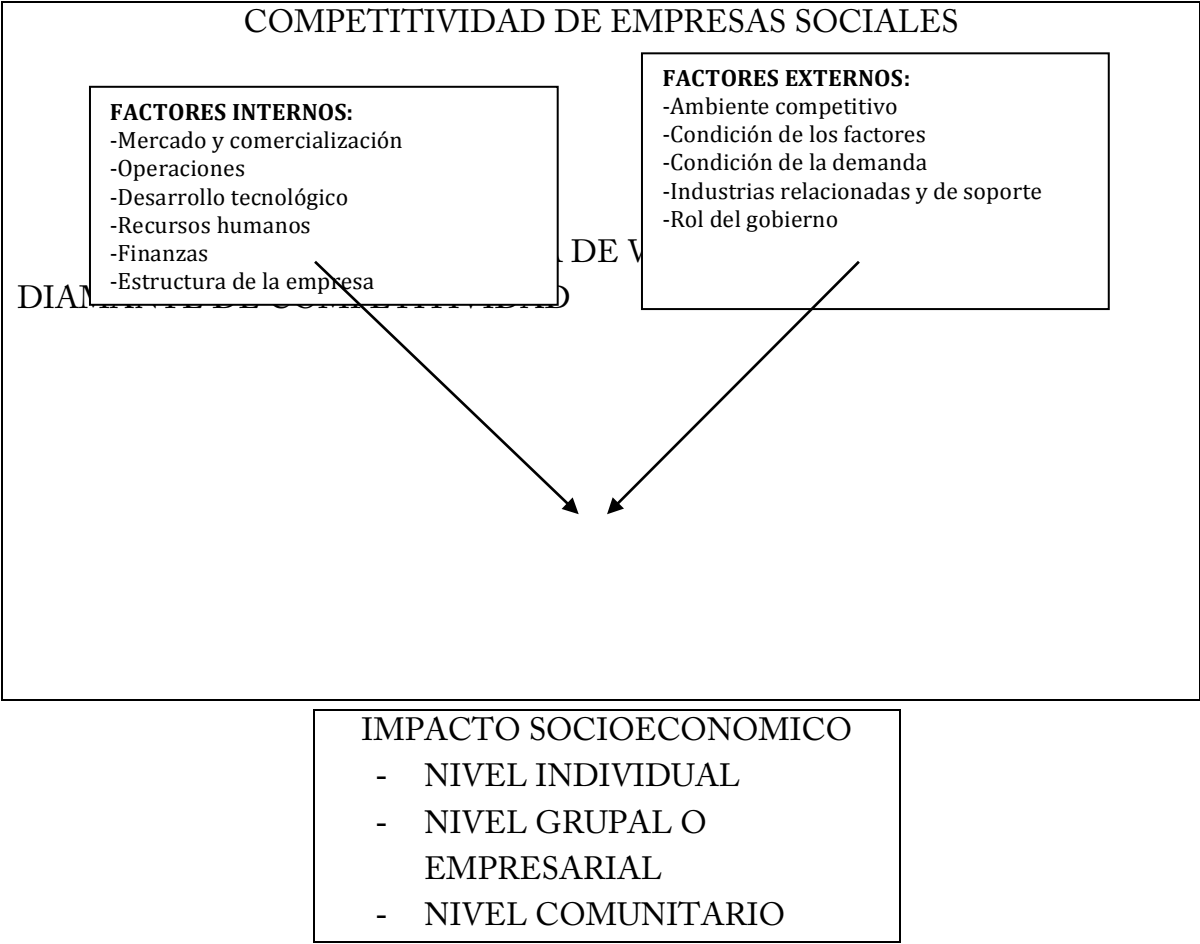 COMPETITIVIDAD DE EMPRESAS SOCIALES
FACTORES INTERNOS:
-Mercado y comercialización
-Operaciones
-Desarrollo tecnológico
-Recursos humanos
-Finanzas
-Estructura de la empresa
FACTORES EXTERNOS:
-Ambiente competitivo
-Condición de los factores
-Condición de la demanda
-Industrias relacionadas y de soporte
-Rol del gobierno
DE
IMPACTO SOCIOECONOMICO
- NIVEL INDIVIDUAL
- NIVEL GRUPAL O
EMPRESARIAL
- NIVEL COMUNITARIO